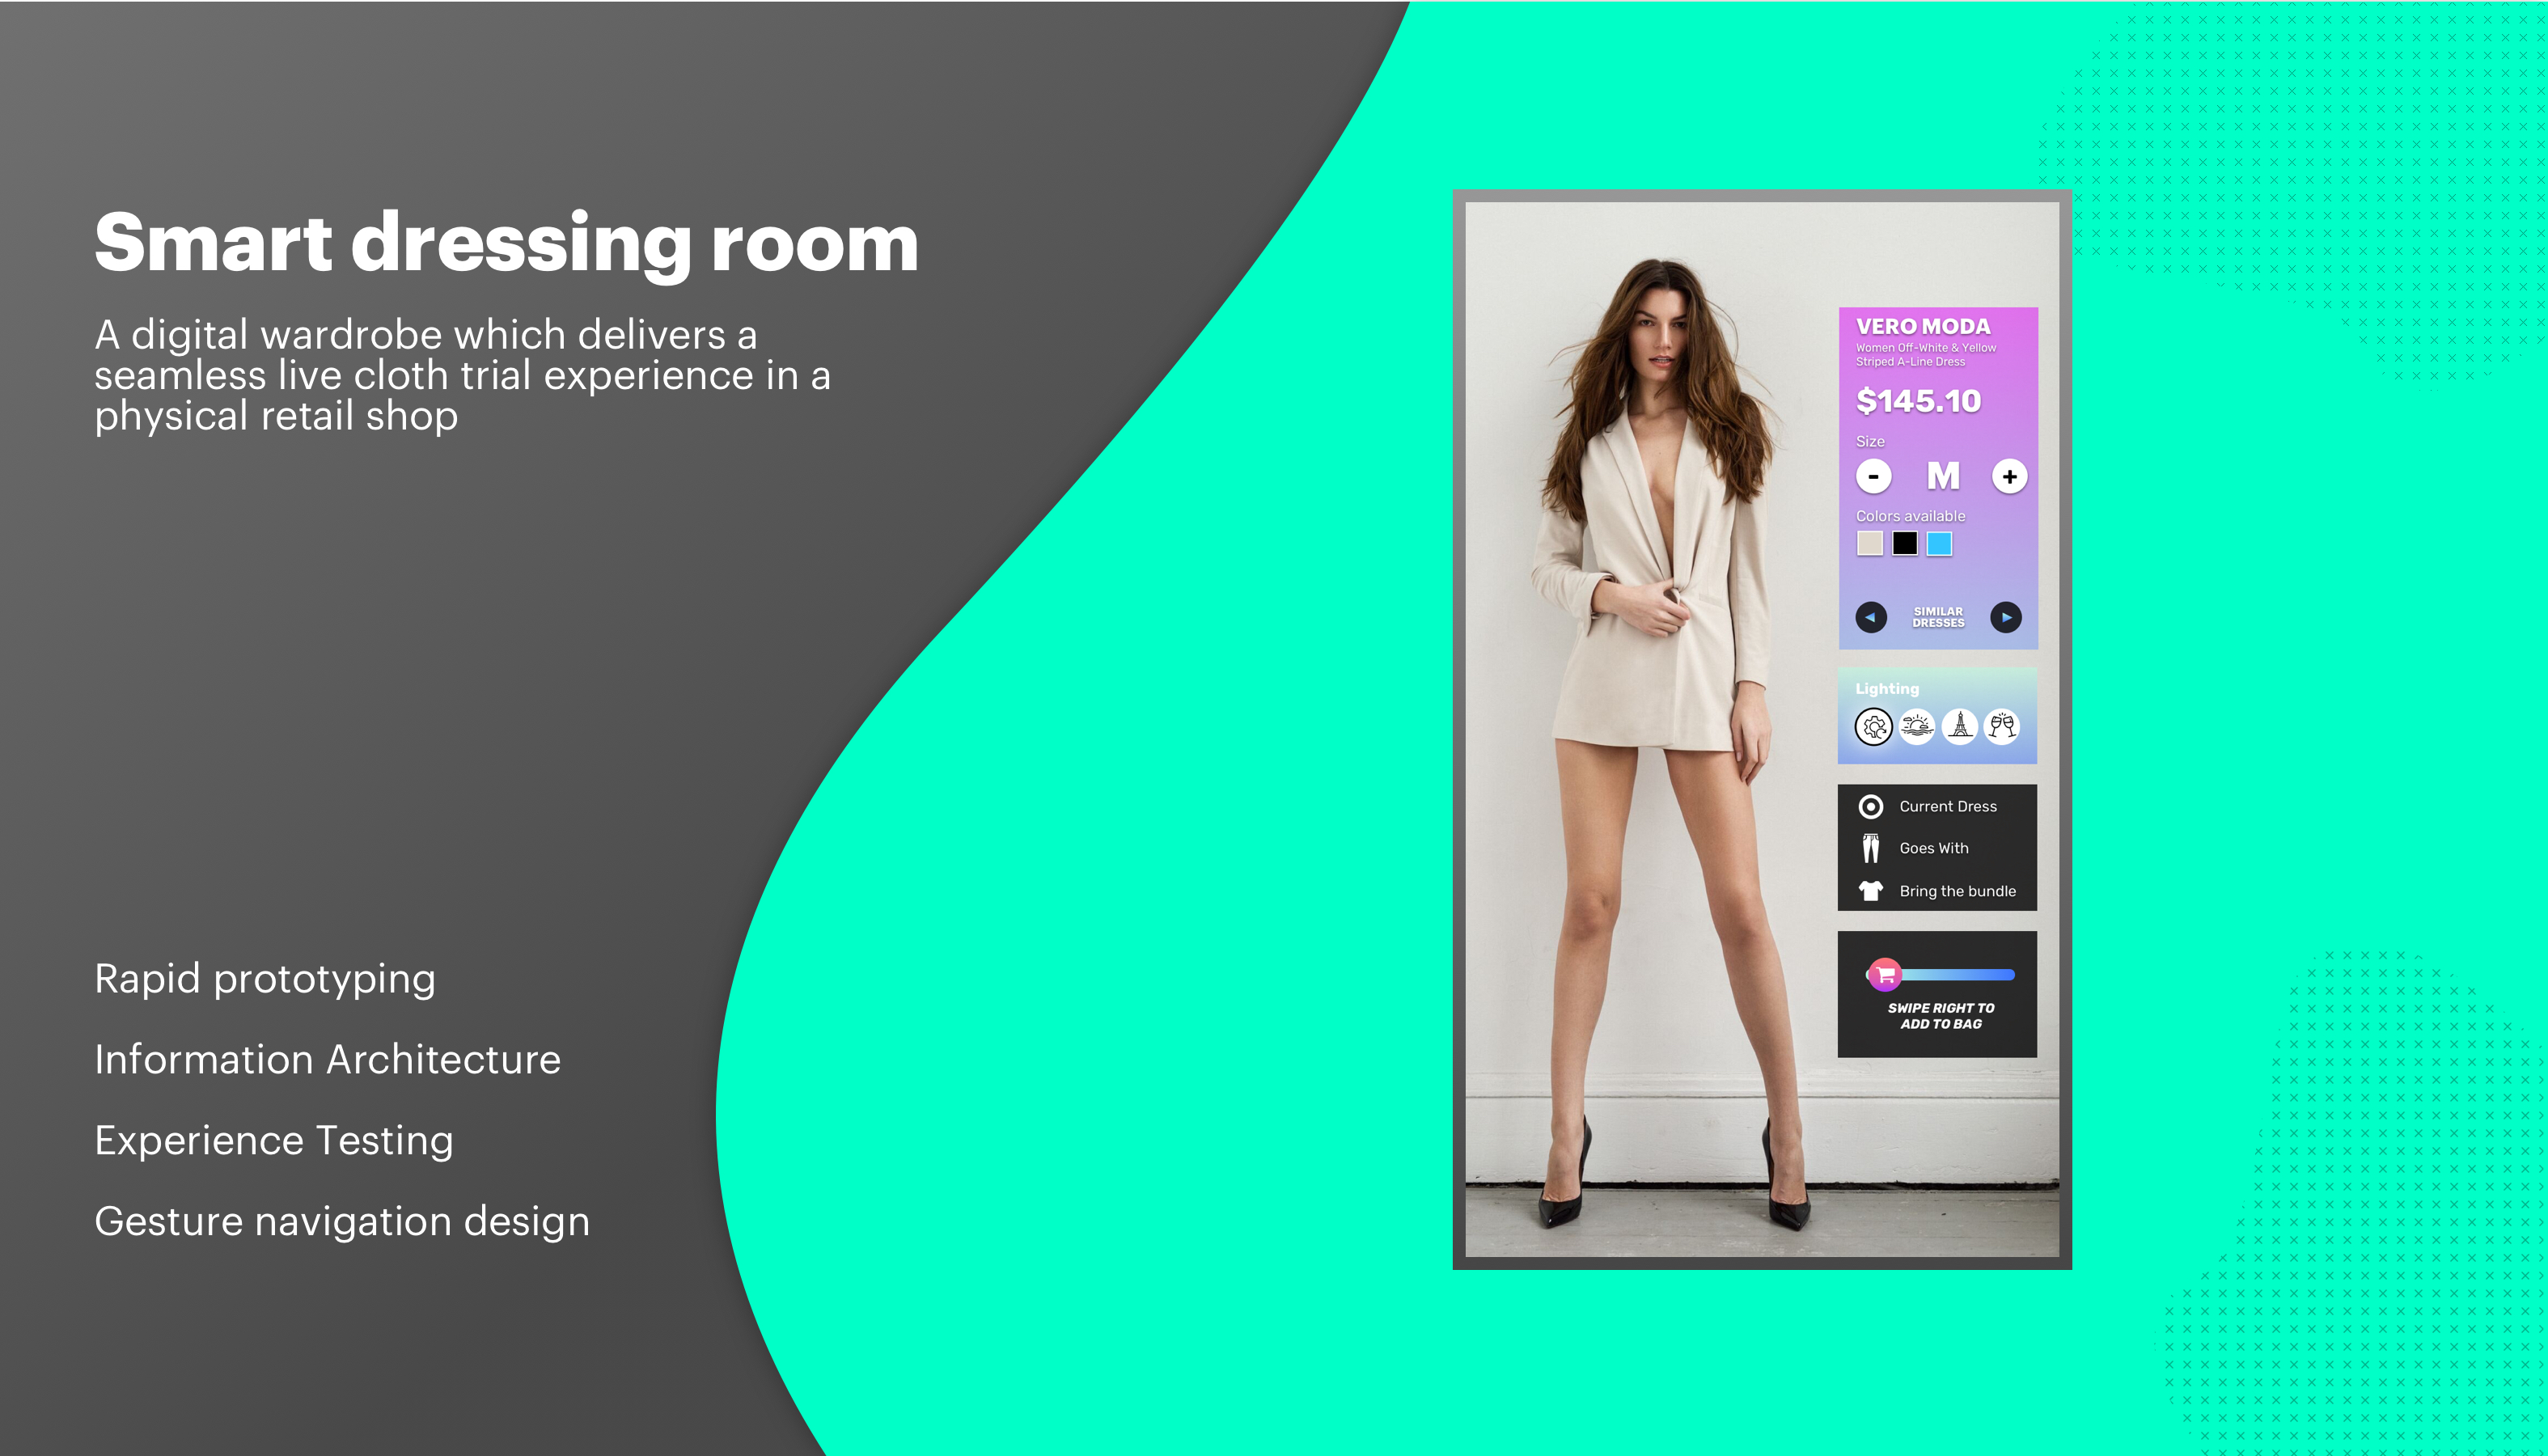 Smart dressing room
A digital wardrobe which delivers a
seamless live cloth trial experience in a
physical retail shop
Rapid prototyping
Information Architecture
Experience Testing
Gesture navigation design
VERO MODA
Women Off-White & Yellow
Striped A-Line Dress
$145.10
Size
- M +
Colors available
SIMILAR
DRESSES
Lighting
Current Dress
Goes With
Bring the bundle
SWIPE RIGHT TO
ADD TO BAG